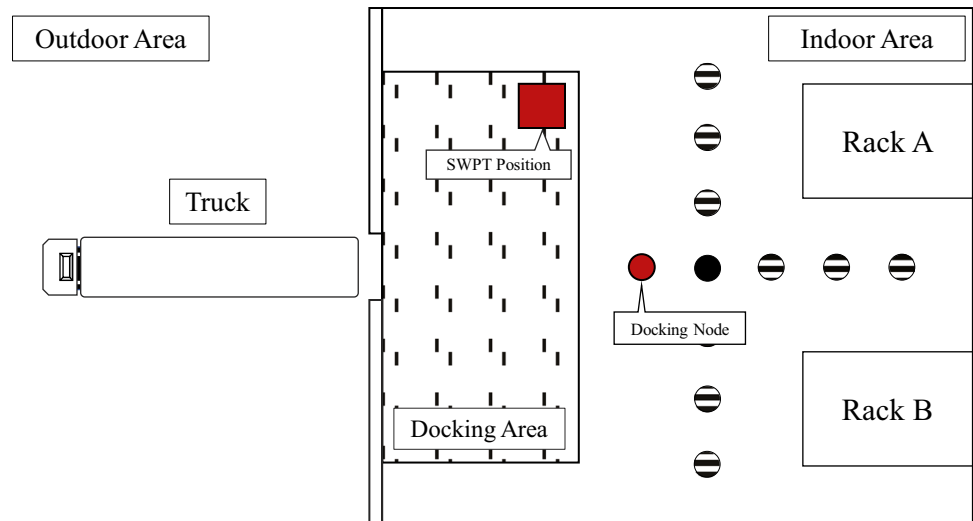 Outdoor Area
Indoor Area
Rack A
SWPT Position
Truck
Docking Node
Rack B
Docking Area